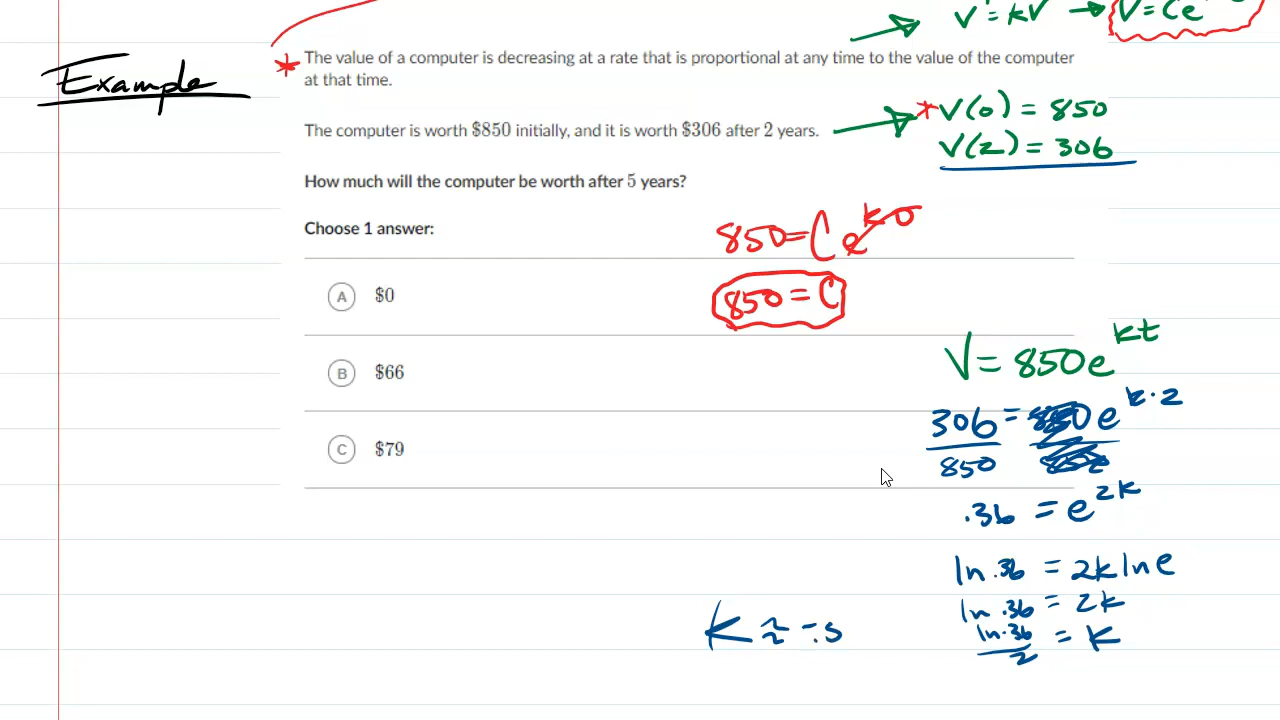 V' = kV → V = Ce
Example
* The value of a computer is decreasing at a rate that is proportional at any time to the value of the computer
at that time.
* V(0) = 850
The computer is worth $850 initially, and it is worth $306 after 2 years.
V(2) = 306
How much will the computer be worth after 5 years?
Choose 1 answer:
850 = Ce^k·0
A $0
850 = C
V = 850e^kt
B $66
306 = 850e^k·2
850 850
C $79
.36 = e^2k
ln .36 = 2k ln e
ln .36 = 2k
ln .36 = k
2
k ≈ -.5